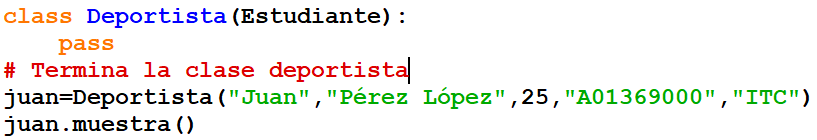 class Deportista(Estudiante):
    pass
# Termina la clase deportista
juan=Deportista("Juan","Pérez López",25,"A01369000","ITC")
juan.muestra()